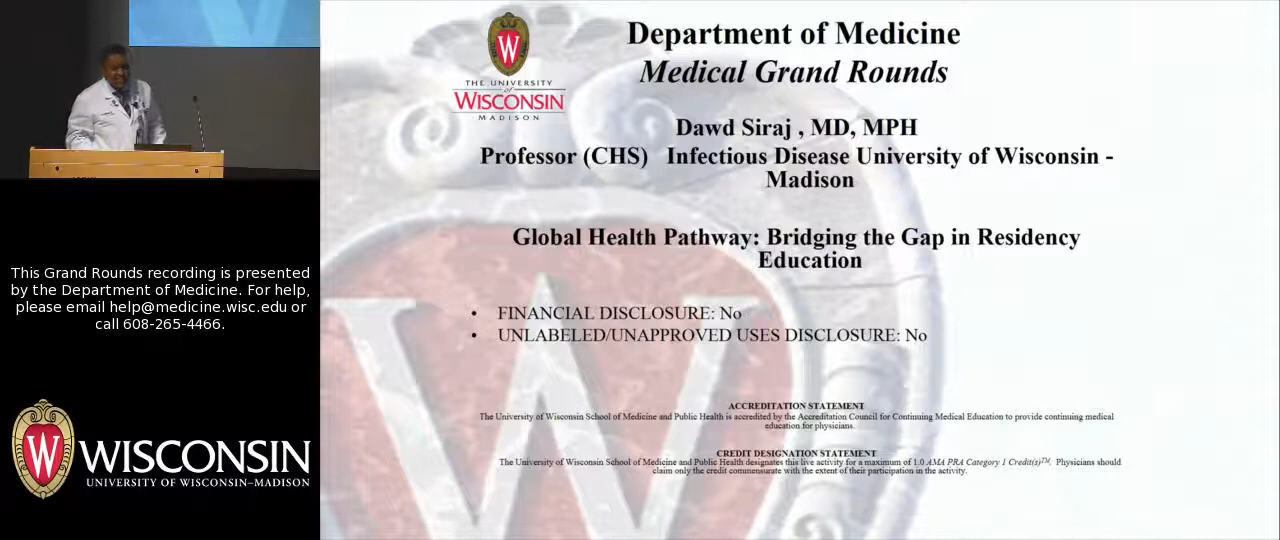 Department of Medicine
Medical Grand Rounds
THE UNIVERSITY
of
WISCONSIN
MADISON
Dawd Siraj , MD, MPH
Professor (CHS) Infectious Disease University of Wisconsin -
Madison
Global Health Pathway: Bridging the Gap in Residency
Education
• FINANCIAL DISCLOSURE: No
• UNLABELED/UNAPPROVED USES DISCLOSURE: No
ACCREDITATION STATEMENT
The University of Wisconsin School of Medicine and Public Health is accredited by the Accreditation Council for Continuing Medical Education to provide continuing medical
education for physicians.
CREDIT DESIGNATION STATEMENT
The University of Wisconsin School of Medicine and Public Health designates this live activity for a maximum of 1.0 AMA PRA Category 1 Credit(s)TM. Physicians should
claim only the credit commensurate with the extent of their participation in the activity.
This Grand Rounds recording is presented
by the Department of Medicine. For help,
please email help@medicine.wisc.edu or
call 608-265-4466.
W
WISCONSIN
UNIVERSITY OF WISCONSIN–MADISON